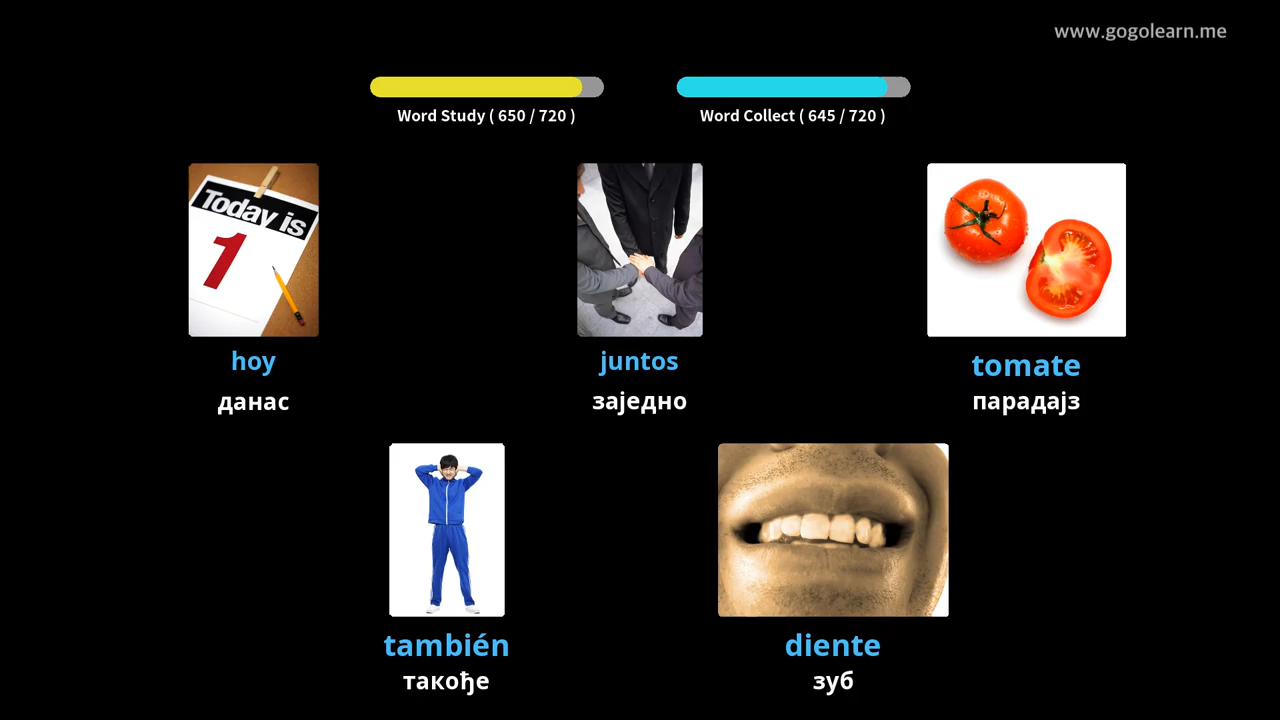 www.gogolearn.me
Word Study ( 650 / 720 )
Word Collect ( 645 / 720 )
Today is
1
hoy
данас
juntos
заједно
tomate
парадајз
también
такође
diente
зуб